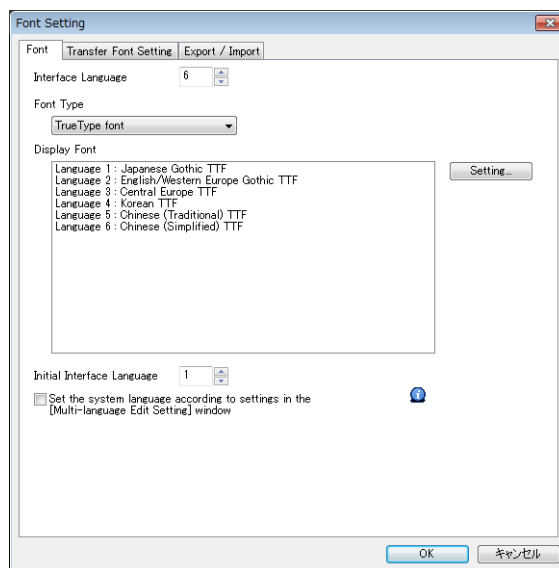 Font Setting
Font
Transfer Font Setting
Export / Import
Interface Language
6
Font Type
TrueType font
Display Font
Language 1 : Japanese Gothic TTF
Language 2 : English/Western Europe Gothic TTF
Language 3 : Central Europe TTF
Language 4 : Korean TTF
Language 5 : Chinese (Traditional) TTF
Language 6 : Chinese (Simplified) TTF
Setting...
Initial Interface Language
1
Set the system language according to settings in the
[Multi-language Edit Setting] window
OK
キャンセル